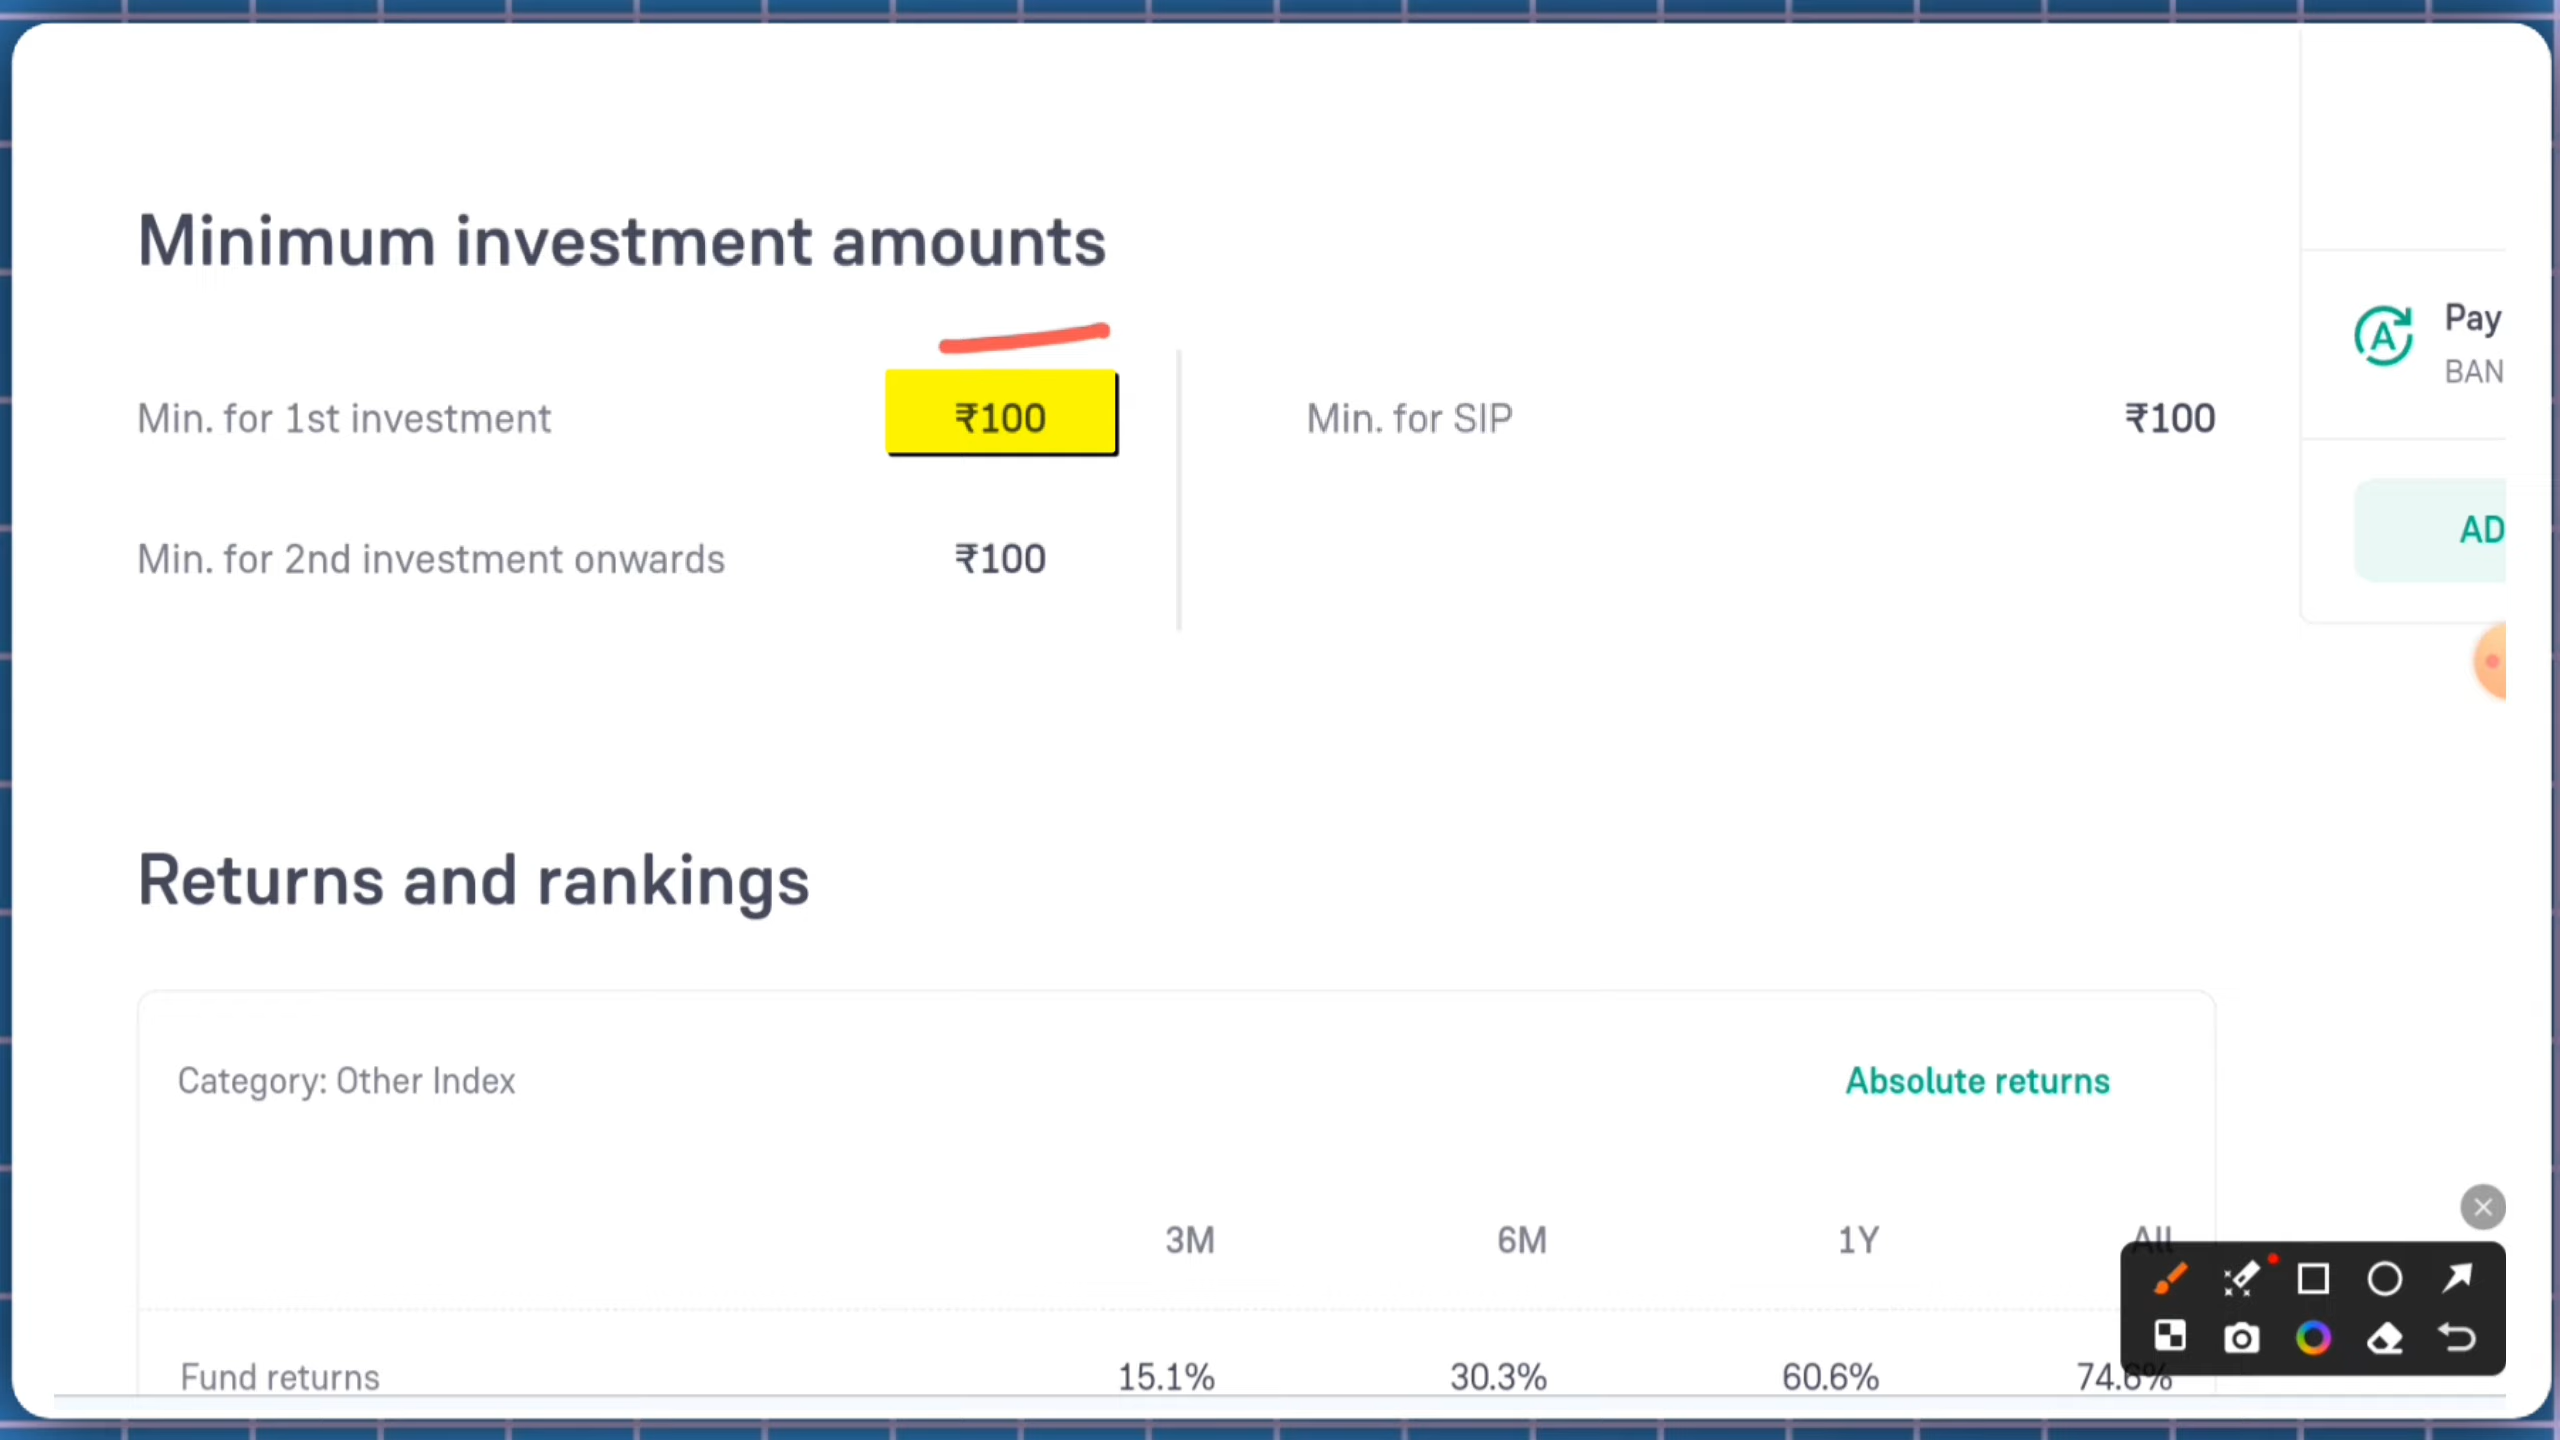 Minimum investment amounts
Min. for 1st investment ₹100
Min. for SIP ₹100
Min. for 2nd investment onwards ₹100
Pay
BAN
AD
Returns and rankings
Category: Other Index
Absolute returns
3M 6M 1Y All
Fund returns 15.1% 30.3% 60.6% 74.6%